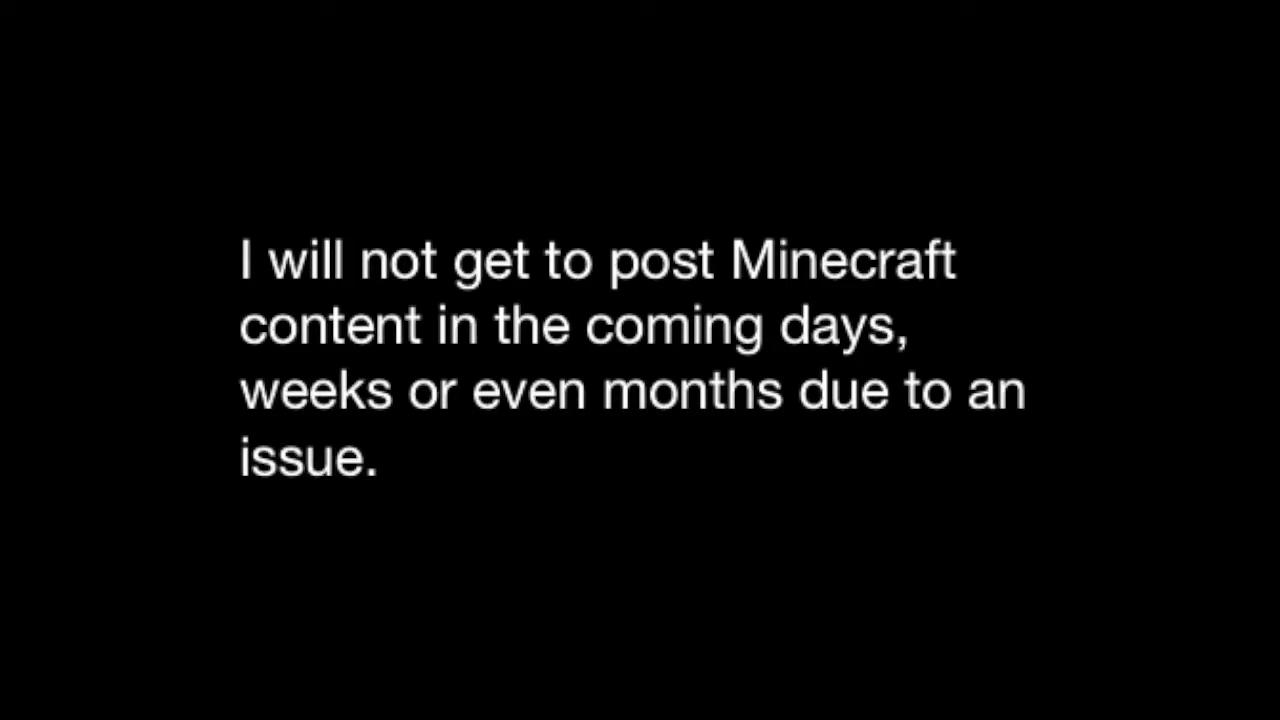 I will not get to post Minecraft
content in the coming days,
weeks or even months due to an
issue.